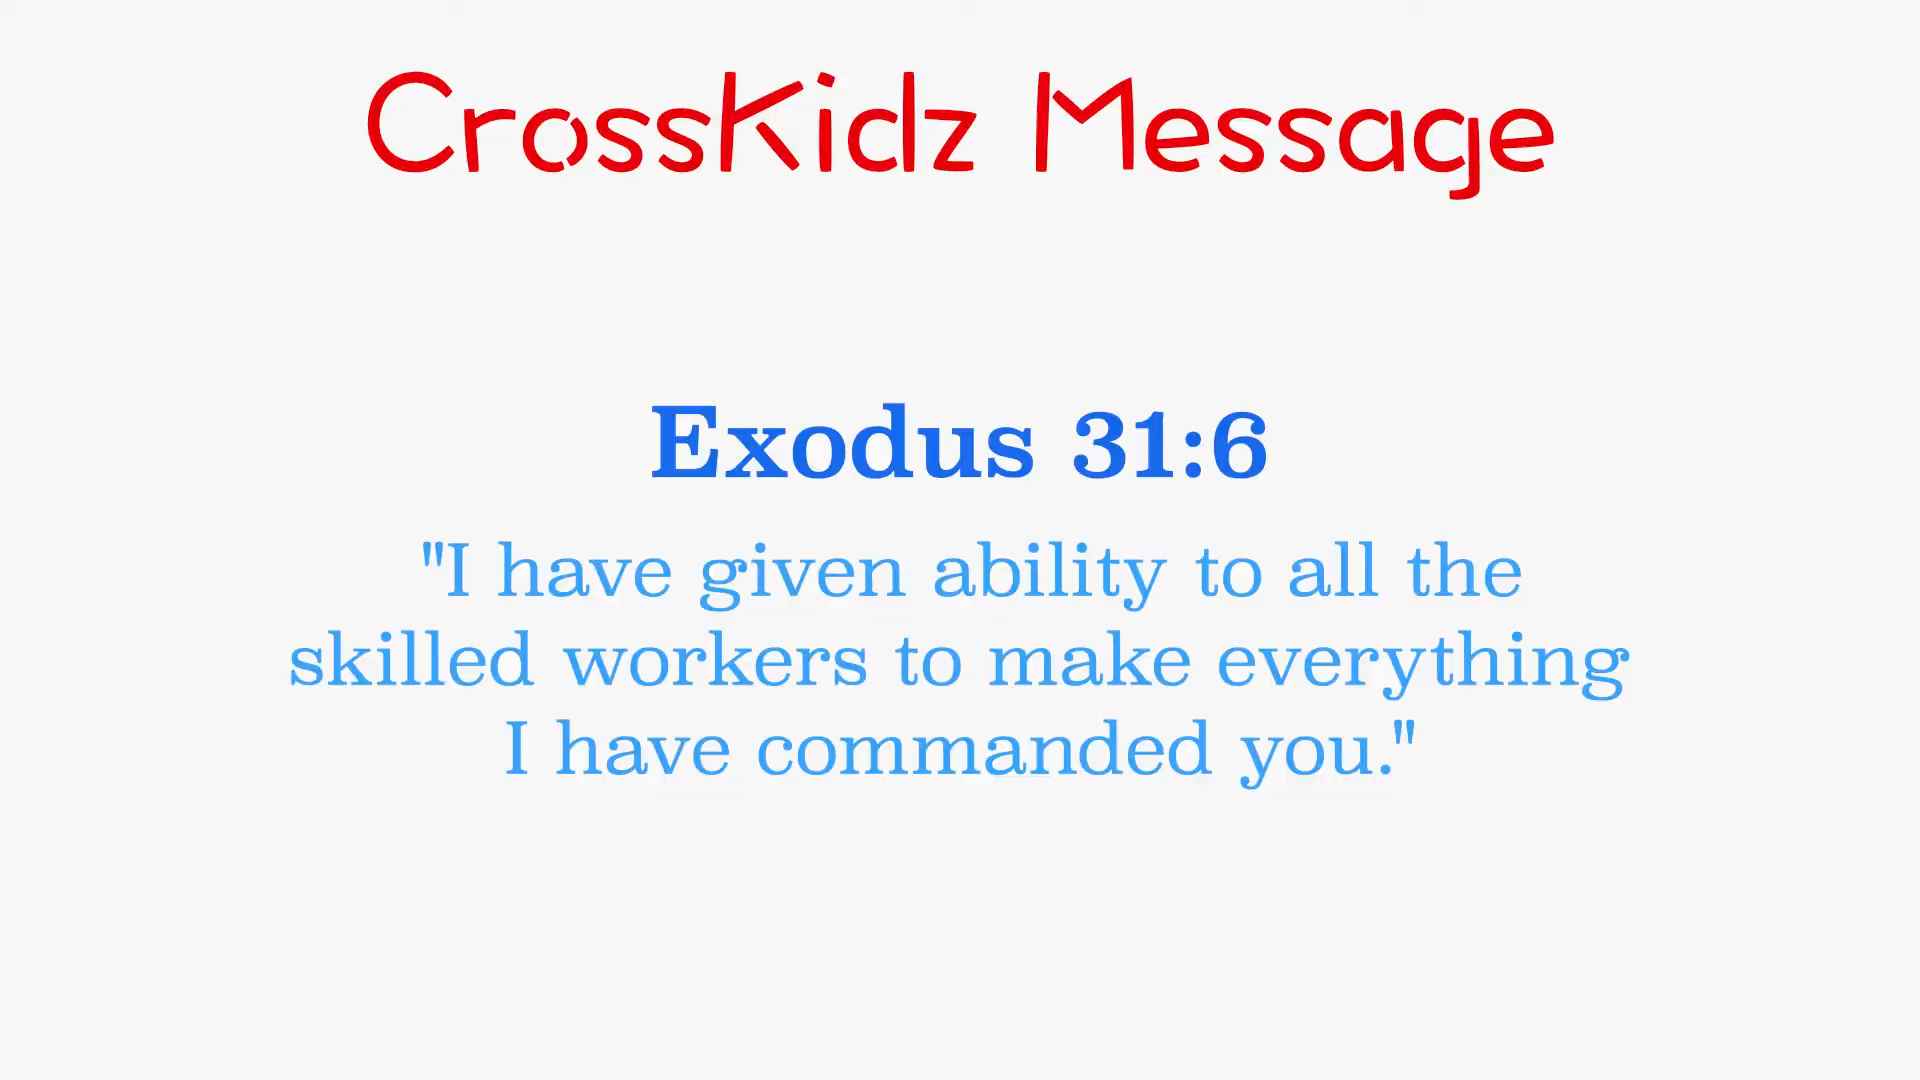 CrossKidz Message
Exodus 31:6
"I have given ability to all the
skilled workers to make everything
I have commanded you."